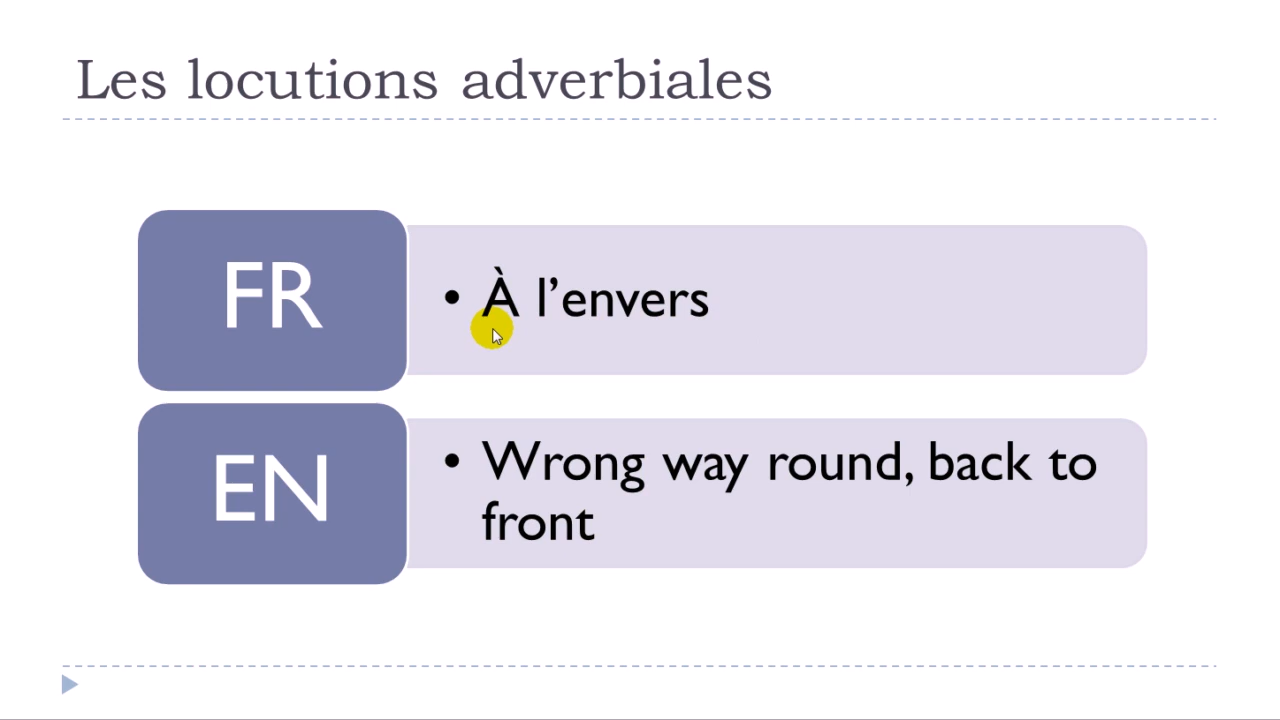 Les locutions adverbiales
FR
• À l’envers
EN
• Wrong way round, back to
front